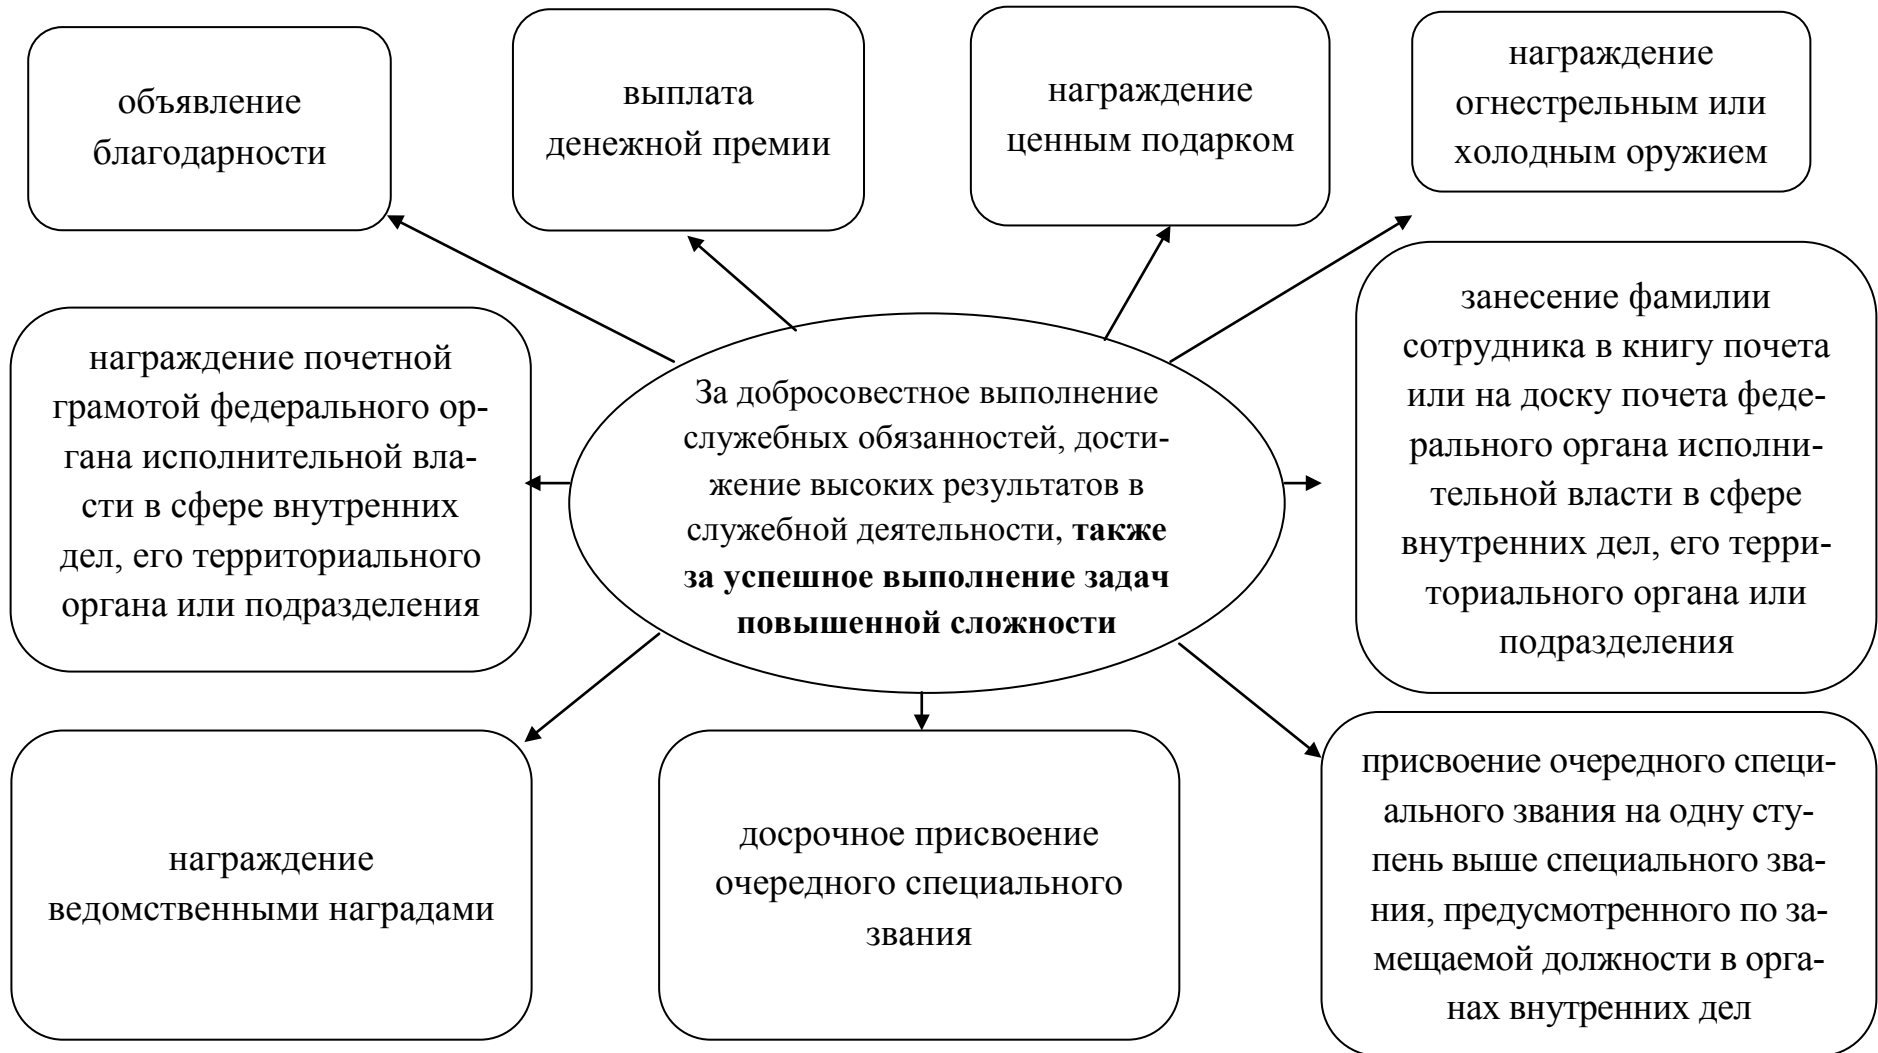 объявление
благодарности
выплата
денежной премии
награждение
ценным подарком
награждение
огнестрельным или
холодным оружием
награждение почетной
грамотой федерального ор-
гана исполнительной вла-
сти в сфере внутренних
дел, его территориального
органа или подразделения
За добросовестное выполнение
служебных обязанностей, дости-
жение высоких результатов в
служебной деятельности, также
за успешное выполнение задач
повышенной сложности
занесение фамилии
сотрудника в книгу почета
или на доску почета феде-
рального органа исполни-
тельной власти в сфере
внутренних дел, его терри-
ториального органа или
подразделения
награждение
ведомственными наградами
досрочное присвоение
очередного специального
звания
присвоение очередного специ-
ального звания на одну сту-
пень выше специального зва-
ния, предусмотренного по за-
мещаемой должности в орга-
нах внутренних дел